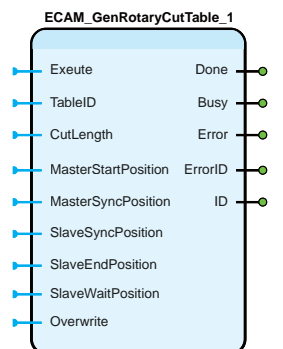 ECAM_GenRotaryCutTable_1
Exeute Done
TableID Busy
CutLength Error
MasterStartPosition ErrorID
MasterSyncPosition ID
SlaveSyncPosition
SlaveEndPosition
SlaveWaitPosition
Overwrite